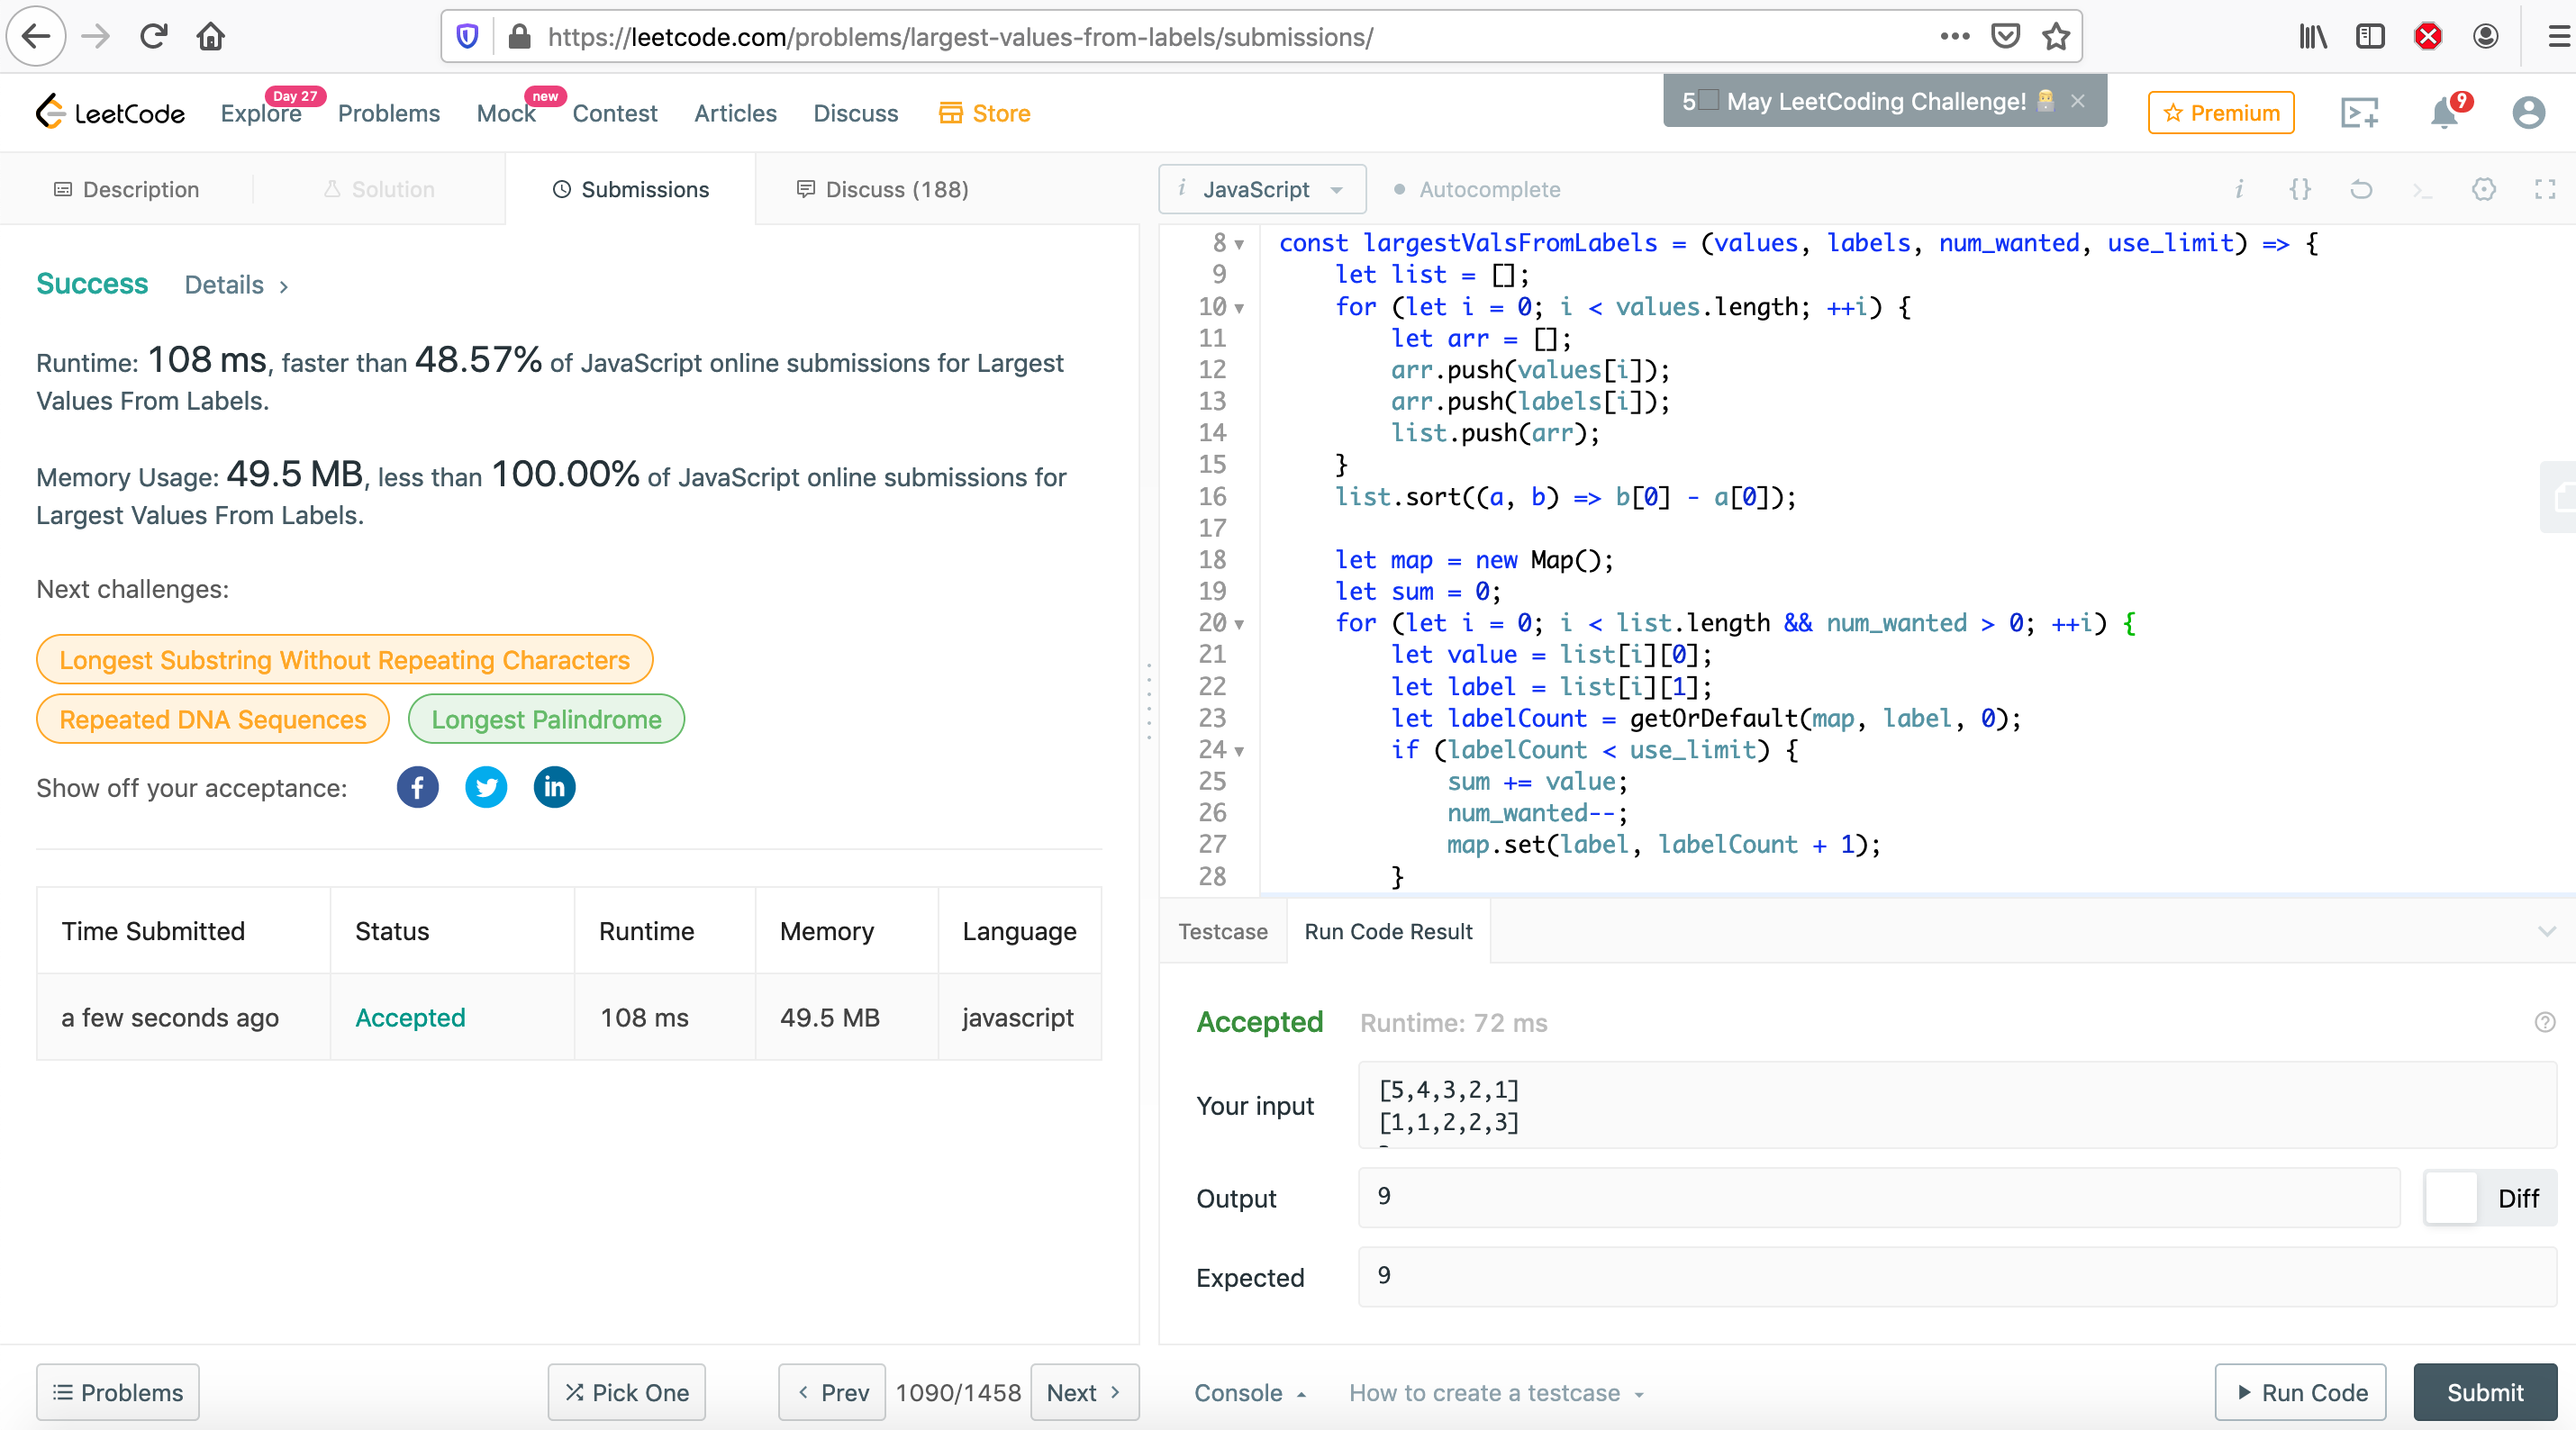 https://leetcode.com/problems/largest-values-from-labels/submissions/
LeetCode
Explore
Day 27
Problems
Mock
new
Contest
Articles
Discuss
Store
5 May LeetCoding Challenge!
Premium
9
Description
Solution
Submissions
Discuss (188)
i JavaScript
Autocomplete
Success Details
Runtime: 108 ms, faster than 48.57% of JavaScript online submissions for Largest
Values From Labels.
Memory Usage: 49.5 MB, less than 100.00% of JavaScript online submissions for
Largest Values From Labels.
Next challenges:
Longest Substring Without Repeating Characters
Repeated DNA Sequences
Longest Palindrome
Show off your acceptance:
Time Submitted Status Runtime Memory Language
a few seconds ago Accepted 108 ms 49.5 MB javascript
8 const largestValsFromLabels = (values, labels, num_wanted, use_limit) => {
9 let list = [];
10 for (let i = 0; i < values.length; ++i) {
11 let arr = [];
12 arr.push(values[i]);
13 arr.push(labels[i]);
14 list.push(arr);
15 }
16 list.sort((a, b) => b[0] - a[0]);
17
18 let map = new Map();
19 let sum = 0;
20 for (let i = 0; i < list.length && num_wanted > 0; ++i) {
21 let value = list[i][0];
22 let label = list[i][1];
23 let labelCount = getOrDefault(map, label, 0);
24 if (labelCount < use_limit) {
25 sum += value;
26 num_wanted--;
27 map.set(label, labelCount + 1);
28 }
Testcase
Run Code Result
Accepted Runtime: 72 ms
Your input
[5,4,3,2,1]
[1,1,2,2,3]
Output
9
Diff
Expected
9
Problems
Pick One
Prev
1090/1458
Next
Console
How to create a testcase
Run Code
Submit